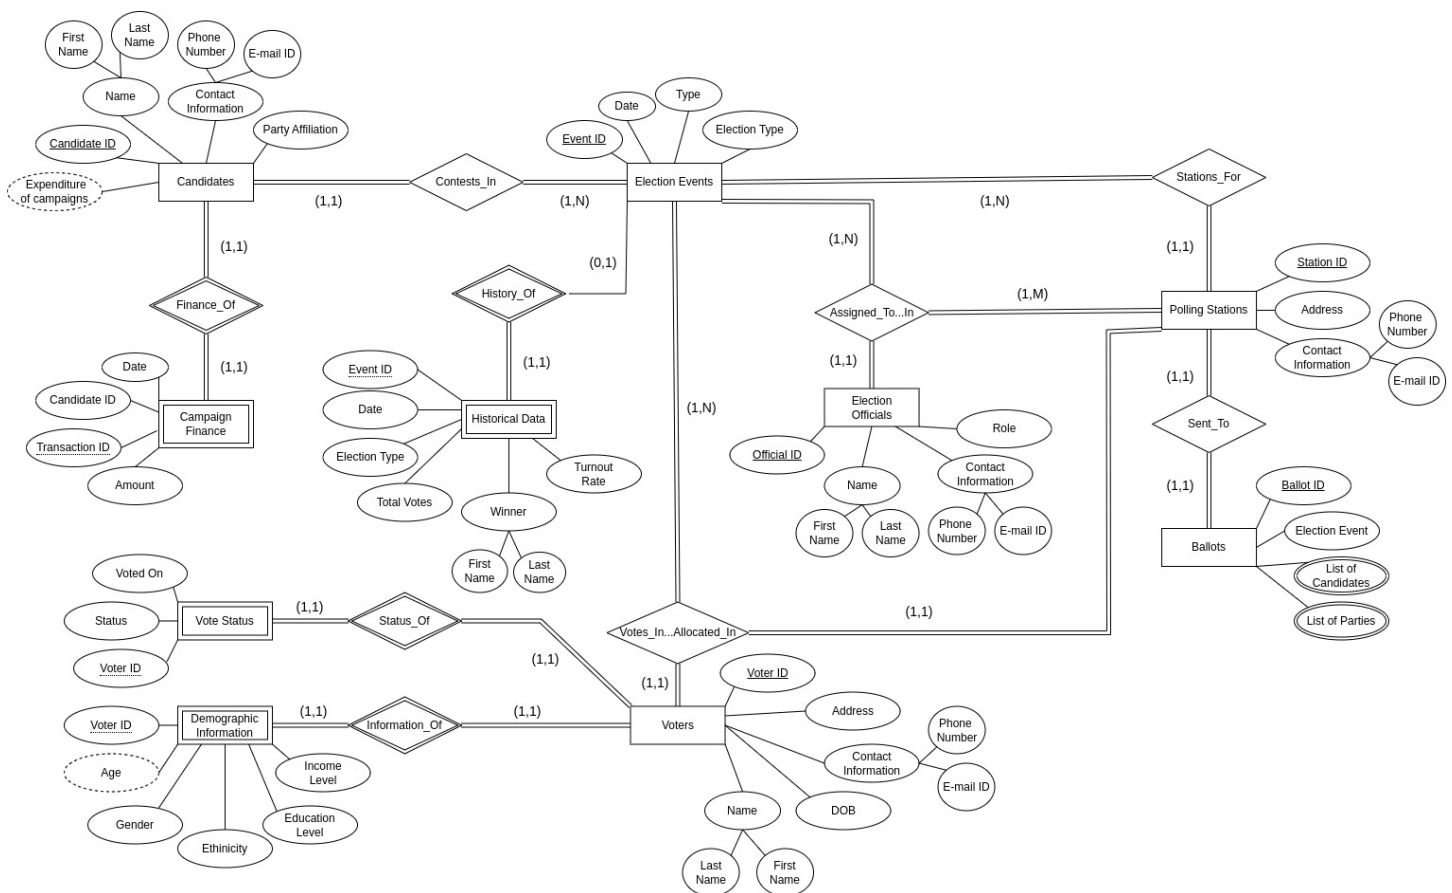 First
Name
Last
Name
Phone
Number
E-mail ID
Name
Contact
Information
Candidate ID
Party Affiliation
Expenditure
of campaigns
Candidates
(1,1)
Contests_In
(1,N)
Date
Type
Event ID
Election Type
Election Events
(1,N)
Stations_For
(1,1)
Finance_Of
(1,1)
Date
Candidate ID
Transaction ID
Amount
Campaign
Finance
(0,1)
History_Of
(1,1)
Event ID
Date
Election Type
Total Votes
Historical Data
Turnout
Rate
Winner
First
Name
Last
Name
(1,N)
(1,N)
Assigned_To...In
(1,M)
(1,1)
Election
Officials
Official ID
Role
Name
Contact
Information
First
Name
Last
Name
Phone
Number
E-mail ID
(1,1)
Polling Stations
Station ID
Address
Contact
Information
Phone
Number
E-mail ID
(1,1)
Sent_To
(1,1)
Ballots
Ballot ID
Election Event
List of
Candidates
List of Parties
Voted On
Status
Voter ID
Vote Status
(1,1)
Status_Of
(1,1)
Votes_In...Allocated_In
(1,1)
(1,1)
Voter ID
Age
Gender
Ethinicity
Education
Level
Income
Level
Demographic
Information
(1,1)
Information_Of
(1,1)
Voters
Voter ID
Address
Contact
Information
Phone
Number
E-mail ID
DOB
Name
Last
Name
First
Name